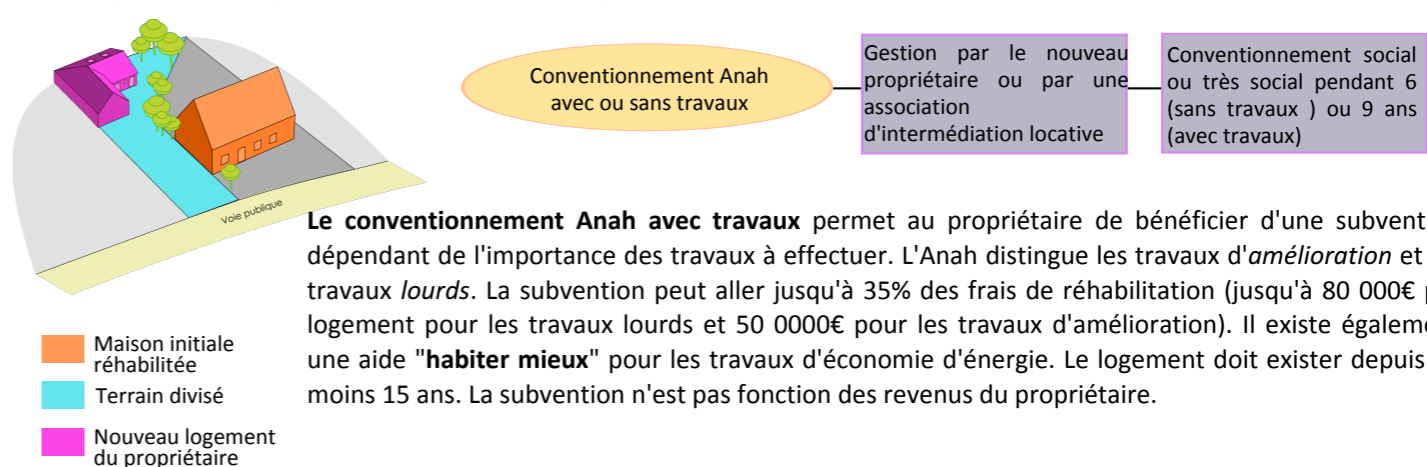 Conventionnement Anah
avec ou sans travaux
Gestion par le nouveau
propriétaire ou par une
association
d'intermédiation locative
Conventionnement social
ou très social pendant 6
(sans travaux ) ou 9 ans
(avec travaux)
Voie publique
Le conventionnement Anah avec travaux permet au propriétaire de bénéficier d'une subventi
dépendant de l'importance des travaux à effectuer. L'Anah distingue les travaux d'amélioration et
travaux lourds. La subvention peut aller jusqu'à 35% des frais de réhabilitation (jusqu'à 80 000€ p
logement pour les travaux lourds et 50 0000€ pour les travaux d'amélioration). Il existe égaleme
une aide "habiter mieux" pour les travaux d'économie d'énergie. Le logement doit exister depuis
moins 15 ans. La subvention n'est pas fonction des revenus du propriétaire.
Maison initiale
réhabilitée
Terrain divisé
Nouveau logement
du propriétaire